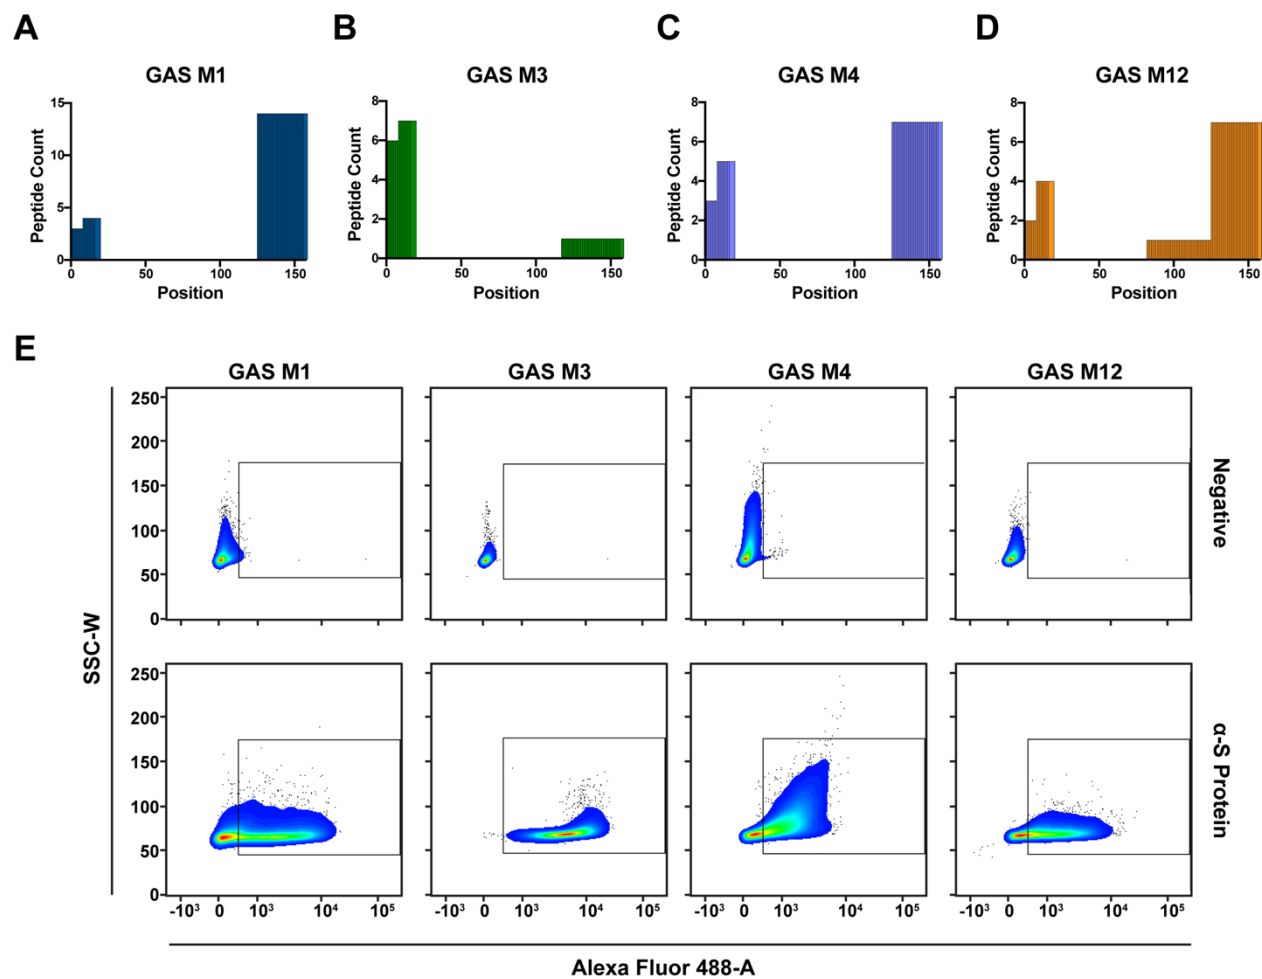 A
B
C
D
GAS M1
GAS M3
GAS M4
GAS M12
Peptide Count
15
10
5
0
0 50 100 150
Position
Peptide Count
8
6
4
2
0
0 50 100 150
Position
Peptide Count
8
6
4
2
0
0 50 100 150
Position
Peptide Count
8
6
4
2
0
0 50 100 150
Position
E
GAS M1
GAS M3
GAS M4
GAS M12
250
200
150
100
50
0
Negative
SSC-W
250
200
150
100
50
0
α-S Protein
-10³ 0 10³ 10⁴ 10⁵
-10³ 0 10³ 10⁴ 10⁵
-10³ 0 10³ 10⁴ 10⁵
-10³ 0 10³ 10⁴ 10⁵
Alexa Fluor 488-A